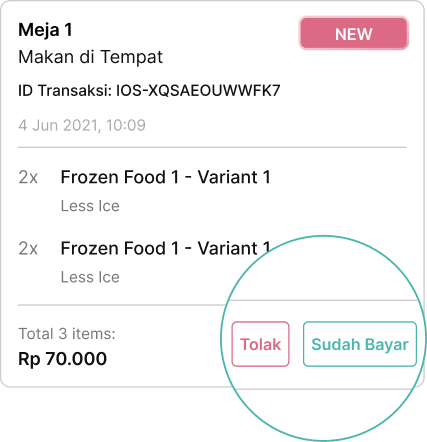 Meja 1
NEW
Makan di Tempat
ID Transaksi: IOS-XQSAEOUWWFK7
4 Jun 2021, 10:09
2x Frozen Food 1 - Variant 1
Less Ice
2x Frozen Food 1 - Variant 1
Less Ice
Total 3 items:
Rp 70.000
Tolak
Sudah Bayar